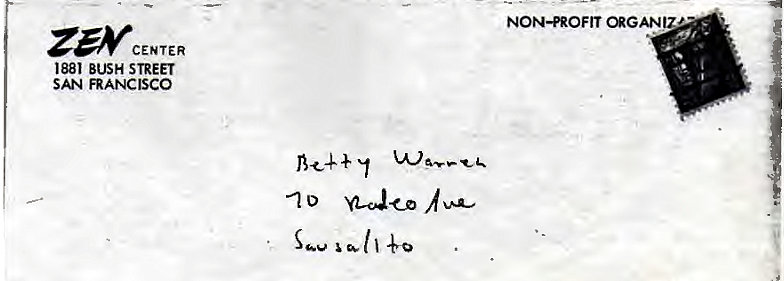 ZEN CENTER
1881 BUSH STREET
SAN FRANCISCO
NON-PROFIT ORGANIZ
Betty Warren
70 Rodeo Ave
Sausalito